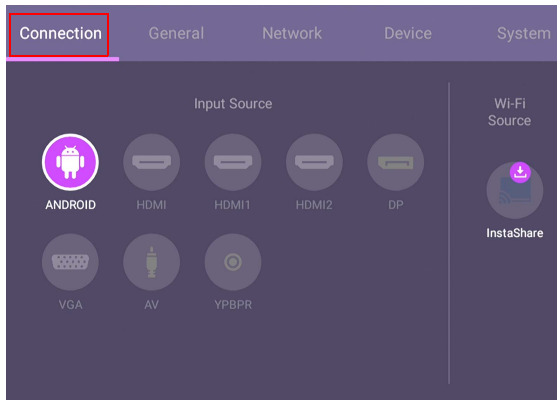 Connection General Network Device System
Input Source
Wi-Fi
Source
ANDROID HDMI HDMI1 HDMI2 DP
InstaShare
VGA AV YPBPR